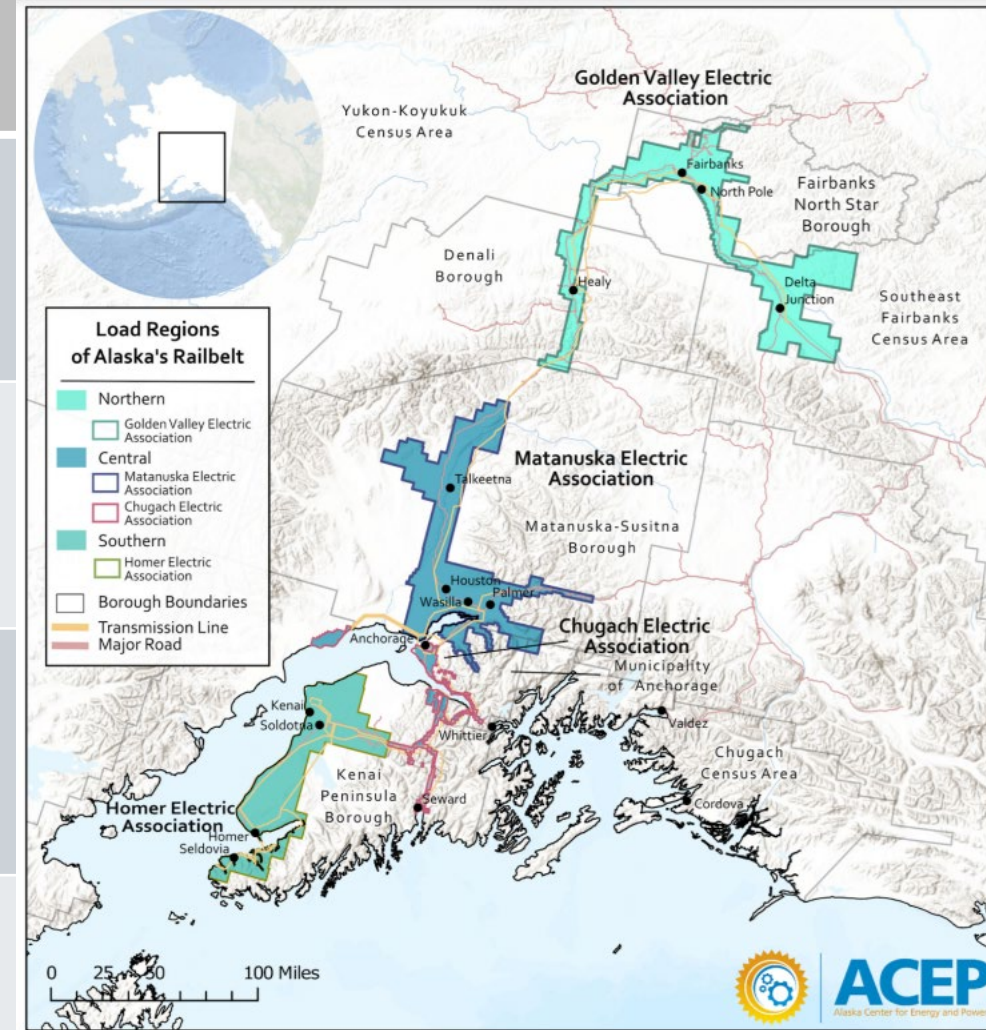 Golden Valley Electric
Association
Yukon-Koyukuk
Census Area
Fairbanks
North Pole
Fairbanks
North Star
Borough
Denali
Borough
Healy
Delta
Junction
Southeast
Fairbanks
Census Area
Load Regions
of Alaska's Railbelt
Northern
Golden Valley Electric
Association
Central
Matanuska Electric
Association
Chugach Electric
Association
Southern
Homer Electric
Association
Borough Boundaries
Transmission Line
Major Road
Matanuska Electric
Association
Talkeetna
Matanuska-Susitna
Borough
Houston
Wasilla
Palmer
Anchorage
Chugach Electric
Association
Municipality
of Anchorage
Kenai
Soldotna
Whittier
Valdez
Chugach
Census Area
Kenai
Peninsula
Borough
Seward
Cordova
Homer Electric
Association
Homer
Seldovia
0 25 50 100 Miles
ACEP
Alaska Center for Energy and Power